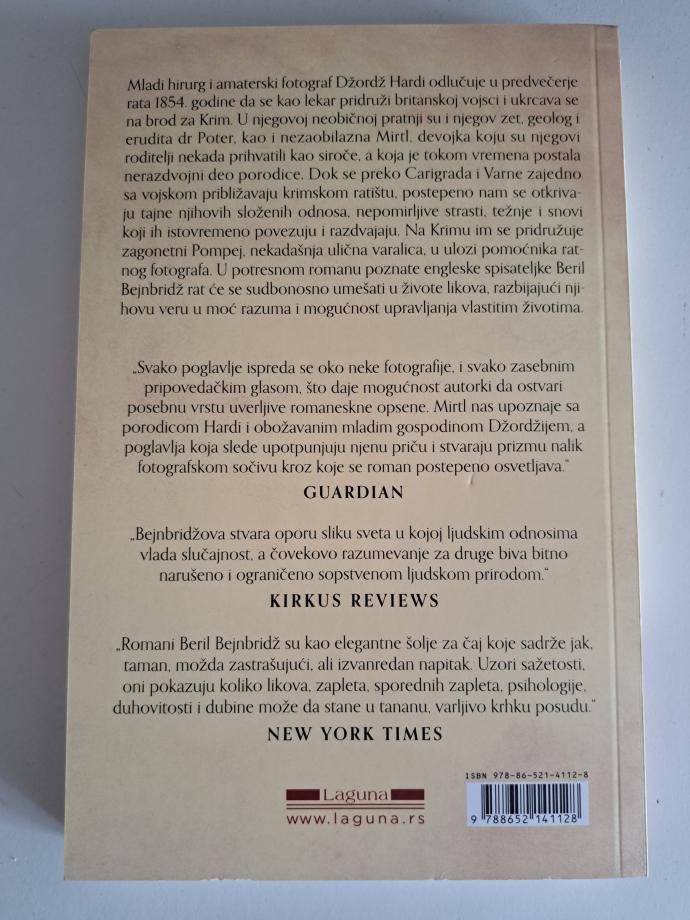 Mladi hirurg i amaterski fotograf Džordž Hardi odlučuje u predvečerje
rata 1854. godine da se kao lekar pridruži britanskoj vojsci i ukrcava se
na brod za Krim. U njegovoj neobičnoj pratnji su i njegov zet, geolog i
erudita dr Poter, kao i nezaobilazna Mirtl, devojka koju su njegovi
roditelji nekada prihvatili kao siroče, a koja je tokom vremena postala
nerazdvojni deo porodice. Dok se preko Carigrada i Varne zajedno
sa vojskom približavaju krimskom ratištu, postepeno nam se otkriva-
ju tajne njihovih složenih odnosa, nepomirljive strasti, težnje i snovi
koji ih istovremeno povezuju i razdvajaju. Na Krimu im se pridružuje
zagonetni Pompej, nekadašnja ulična varalica, u ulozi pomoćnika rat-
nog fotografa. U potresnom romanu poznate engleske spisateljke Beril
Bejnbridž rat će se sudbonosno umešati u živote likova, razbijajući nji-
hovu veru u moć razuma i mogućnost upravljanja vlastitim životima.
„Svako poglavlje ispreda se oko neke fotografije, i svako zasebnim
pripovedačkim glasom, što daje mogućnost autorki da ostvari
posebnu vrstu uverljive romaneskne opsene. Mirtl nas upoznaje sa
porodicom Hardi i obožavanim mladim gospodinom Džordžijem, a
poglavlja koja slede upotpunjuju njenu priču i stvaraju prizmu nalik
fotografskom sočivu kroz koje se roman postepeno osvetljava.“
GUARDIAN
„Bejnbridžova stvara oporu sliku sveta u kojoj ljudskim odnosima
vlada slučajnost, a čovekovo razumevanje za druge biva bitno
narušeno i ograničeno sopstvenom ljudskom prirodom.“
KIRKUS REVIEWS
„Romani Beril Bejnbridž su kao elegantne šolje za čaj koje sadrže jak,
taman, možda zastrašujući, ali izvanredan napitak. Uzori sažetosti,
oni pokazuju koliko likova, zapleta, sporednih zapleta, psihologije,
duhovitosti i dubine može da stane u tananu, varljivo krhku posudu.“
NEW YORK TIMES
Laguna
www.laguna.rs
ISBN 978-86-521-4112-8
9 788652 141128